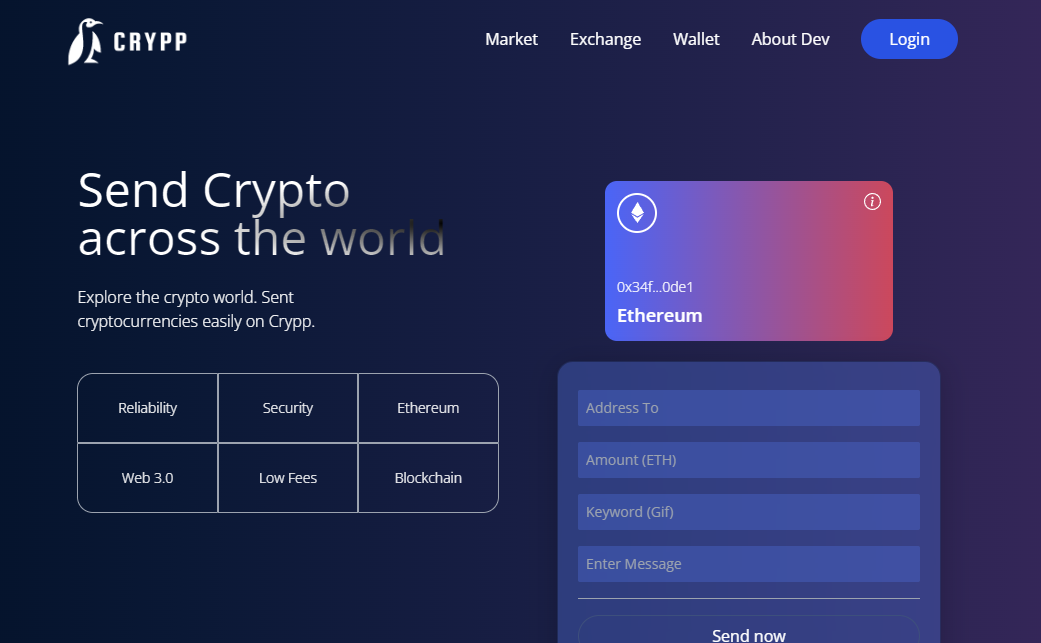 CRYPP
Market
Exchange
Wallet
About Dev
Login
Send Crypto
across the world
Explore the crypto world. Sent
cryptocurrencies easily on Crypp.
Reliability
Security
Ethereum
Web 3.0
Low Fees
Blockchain
i
0x34f...0de1
Ethereum
Address To
Amount (ETH)
Keyword (Gif)
Enter Message
Send now